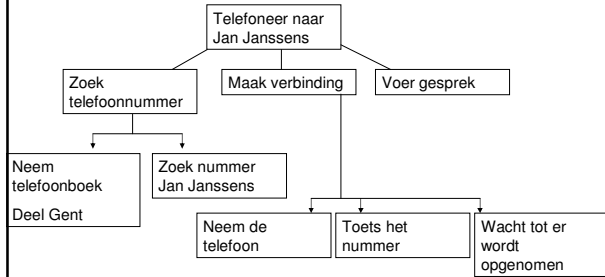 Telefoneer naar
Jan Janssens
Zoek
telefoonnummer
Maak verbinding
Voer gesprek
Neem
telefoonboek
Deel Gent
Zoek nummer
Jan Janssens
Neem de
telefoon
Toets het
nummer
Wacht tot er
wordt
opgenomen